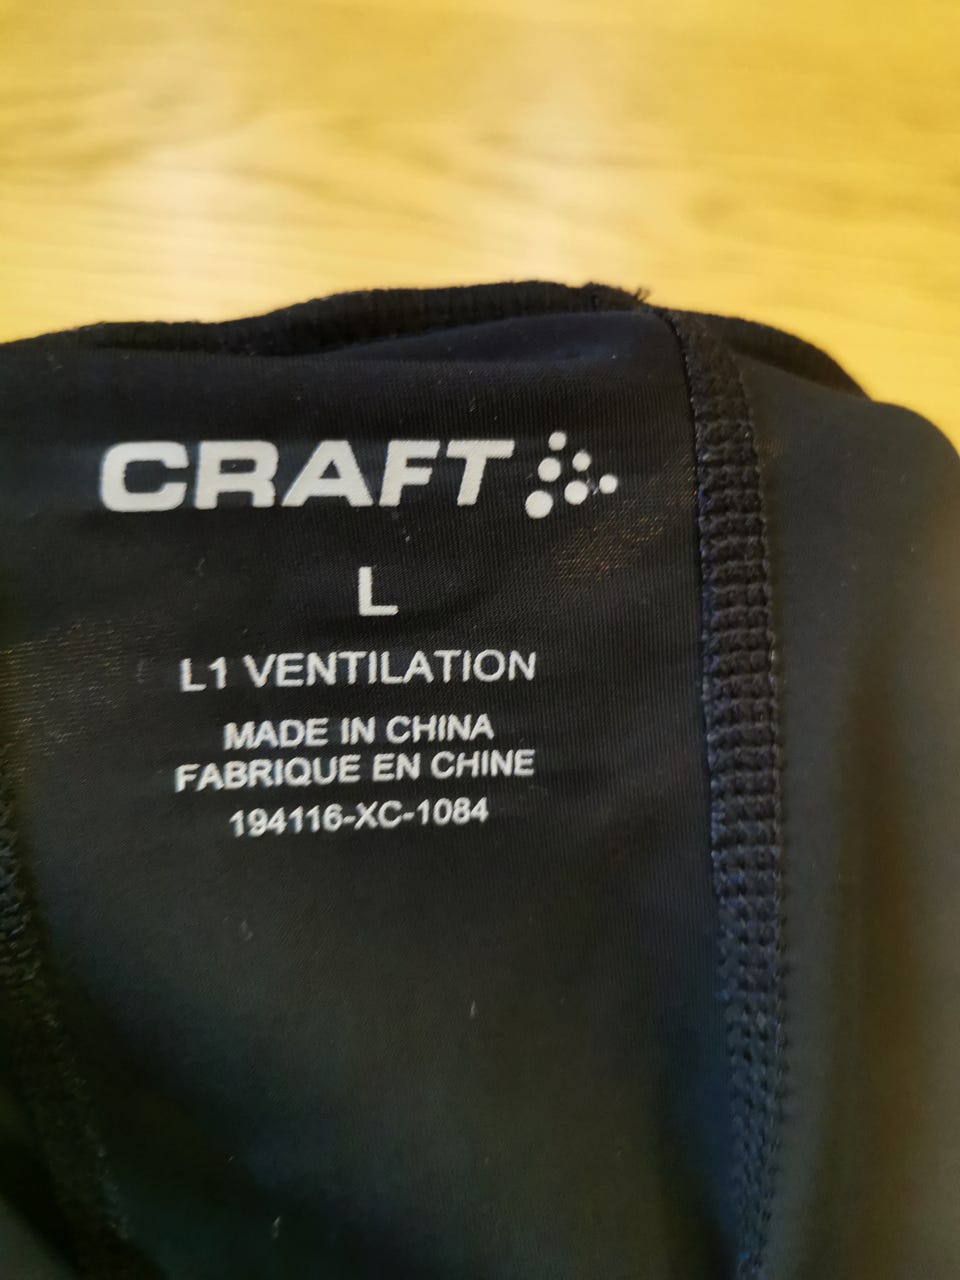 CRAFT
L
L1 VENTILATION
MADE IN CHINA
FABRIQUE EN CHINE
194116-XC-1084